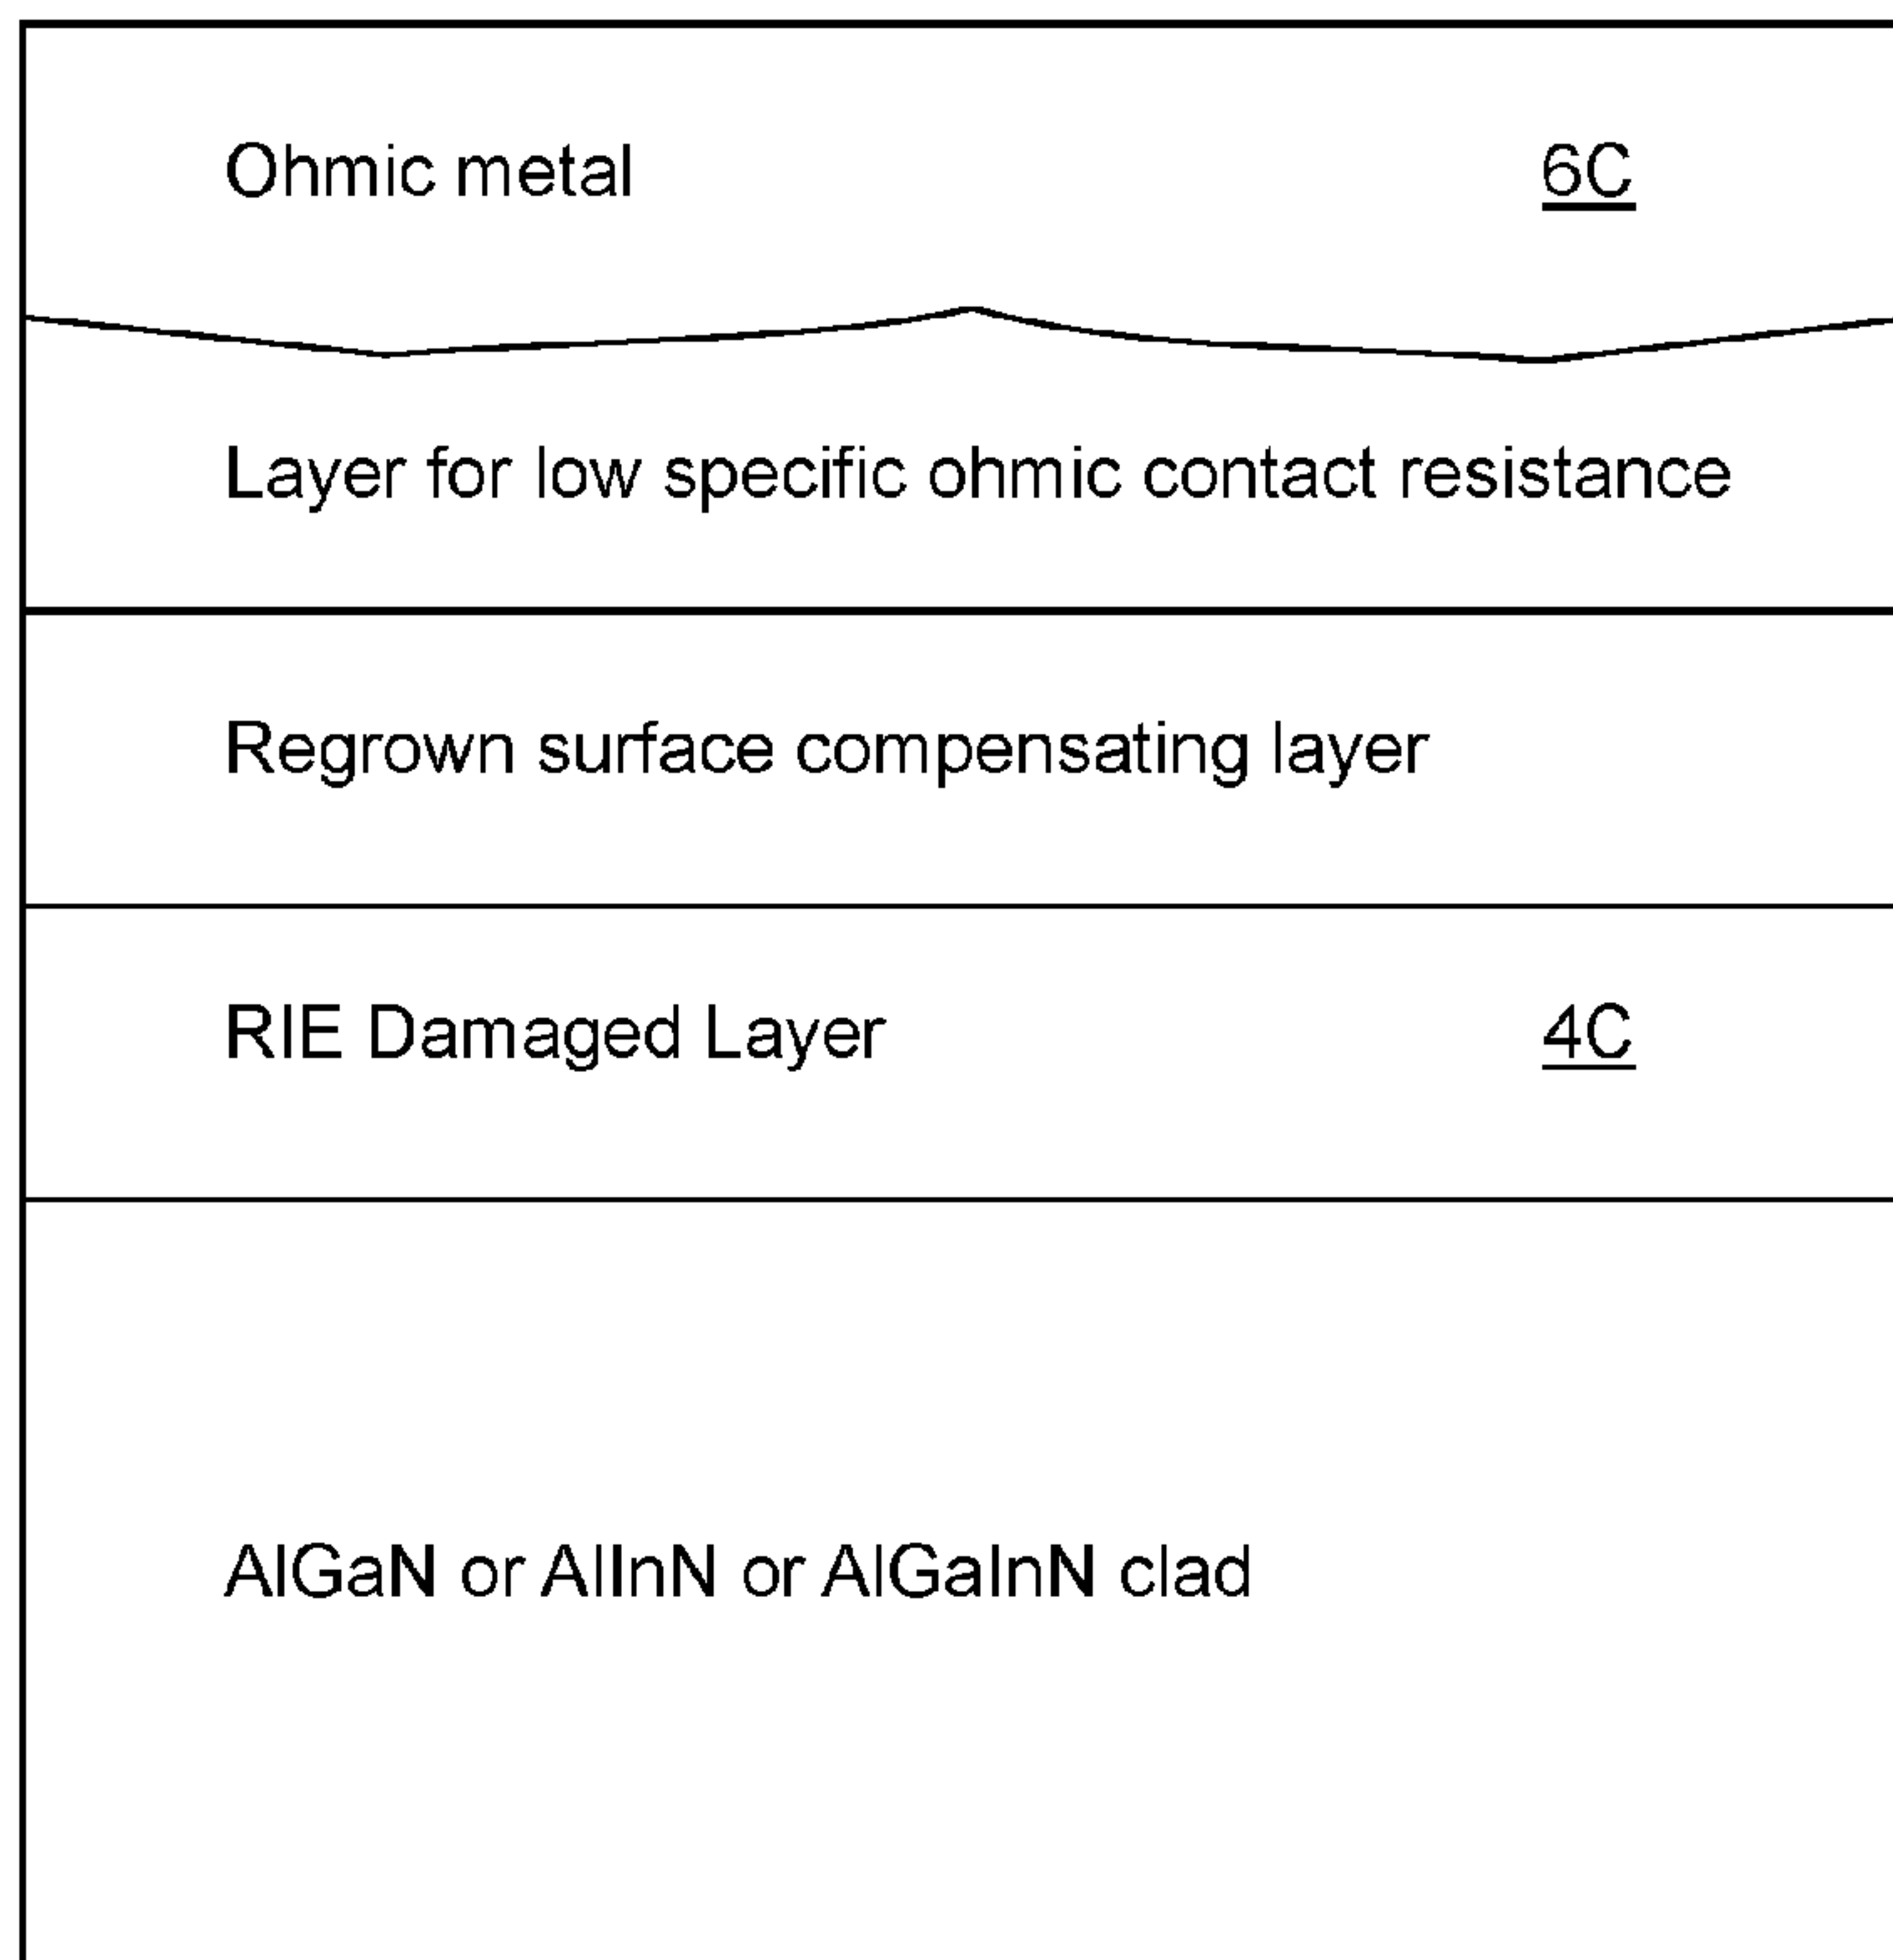 Ohmic metal 6C
Layer for low specific ohmic contact resistance
Regrown surface compensating layer
RIE Damaged Layer 4C
AlGaN or AlInN or AlGaInN clad